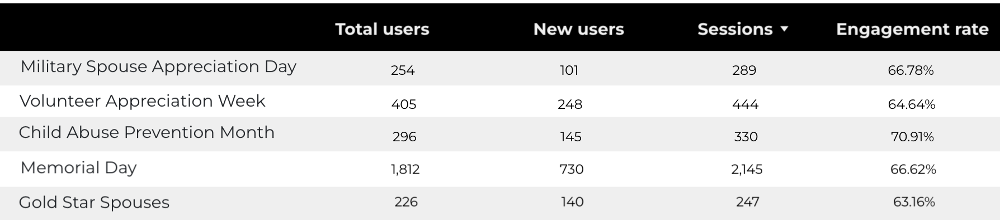 Total users New users Sessions ▼ Engagement rate
Military Spouse Appreciation Day 254 101 289 66.78%
Volunteer Appreciation Week 405 248 444 64.64%
Child Abuse Prevention Month 296 145 330 70.91%
Memorial Day 1,812 730 2,145 66.62%
Gold Star Spouses 226 140 247 63.16%